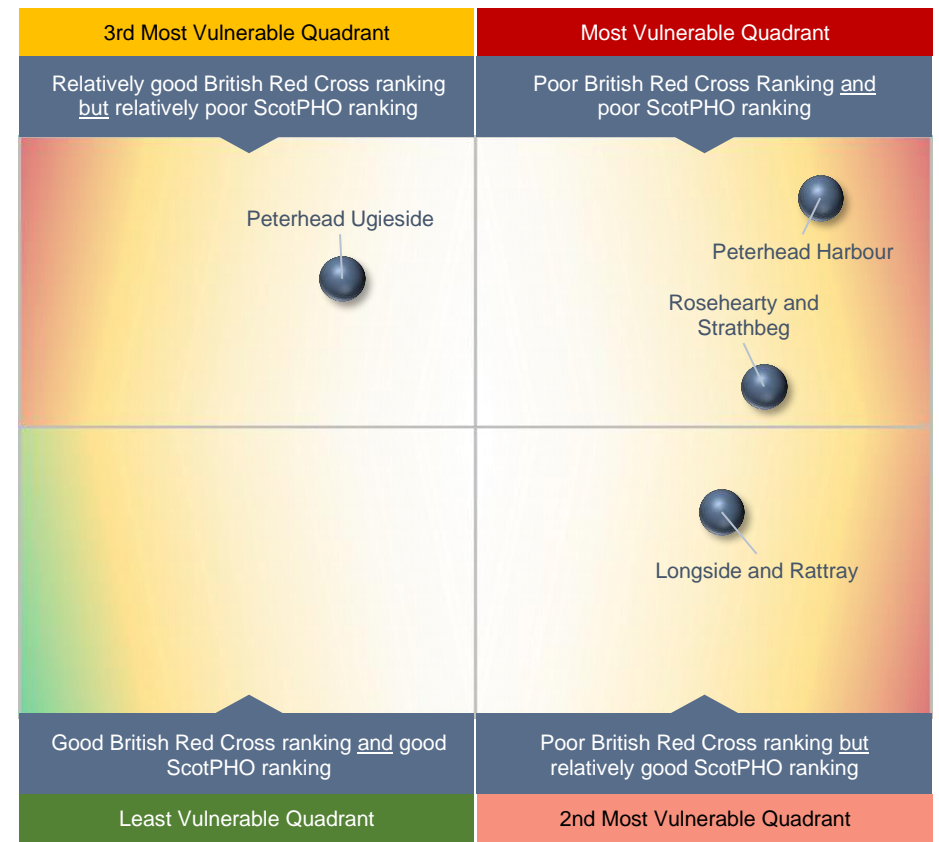 3rd Most Vulnerable Quadrant
Most Vulnerable Quadrant
Relatively good British Red Cross ranking
but relatively poor ScotPHO ranking
Poor British Red Cross Ranking and
poor ScotPHO ranking
Peterhead Ugieside
Peterhead Harbour
Rosehearty and
Strathbeg
Longside and Rattray
Good British Red Cross ranking and good
ScotPHO ranking
Poor British Red Cross ranking but
relatively good ScotPHO ranking
Least Vulnerable Quadrant
2nd Most Vulnerable Quadrant